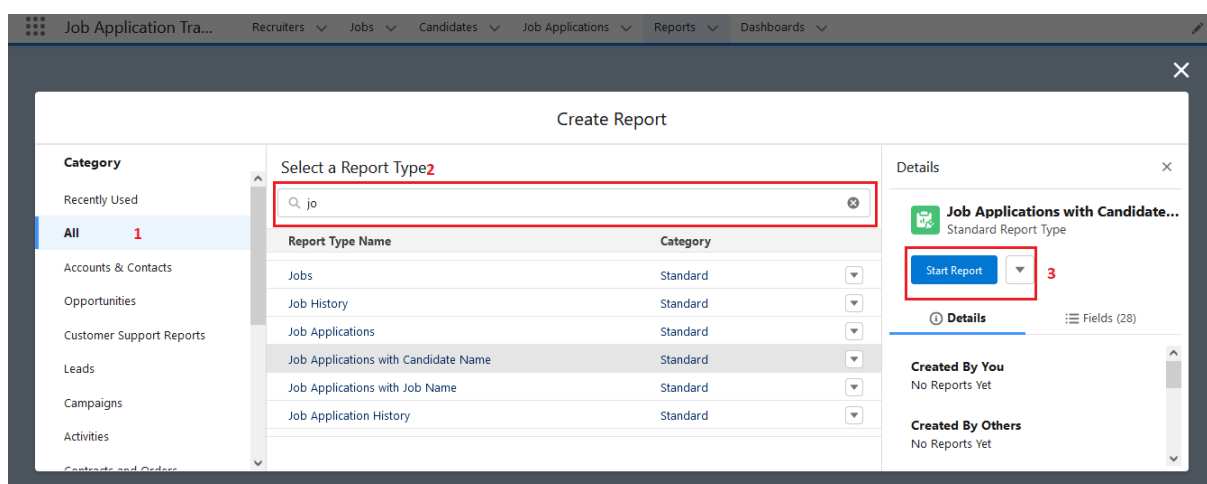 Job Application Tra...
Recruiters
Jobs
Candidates
Job Applications
Reports
Dashboards
Create Report
Category
Recently Used
All 1
Accounts & Contacts
Opportunities
Customer Support Reports
Leads
Campaigns
Activities
Contracts and Orders
Select a Report Type2
jo
Report Type Name Category
Jobs Standard
Job History Standard
Job Applications Standard
Job Applications with Candidate Name Standard
Job Applications with Job Name Standard
Job Application History Standard
Details
Job Applications with Candidate...
Standard Report Type
Start Report 3
Details
Fields (28)
Created By You
No Reports Yet
Created By Others
No Reports Yet